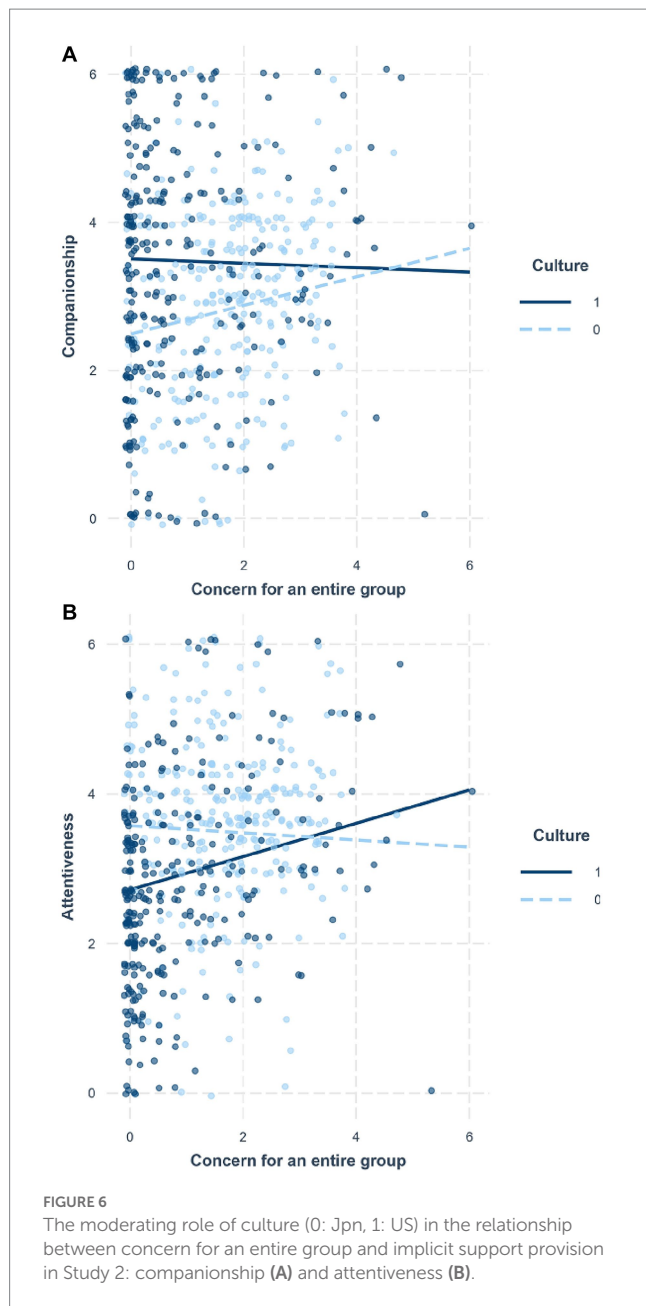 A
6
4
2
0
Companionship
0 2 4 6
Concern for an entire group
Culture
1
0
B
6
4
2
0
Attentiveness
0 2 4 6
Concern for an entire group
Culture
1
0
FIGURE 6
The moderating role of culture (0: Jpn, 1: US) in the relationship
between concern for an entire group and implicit support provision
in Study 2: companionship (A) and attentiveness (B).